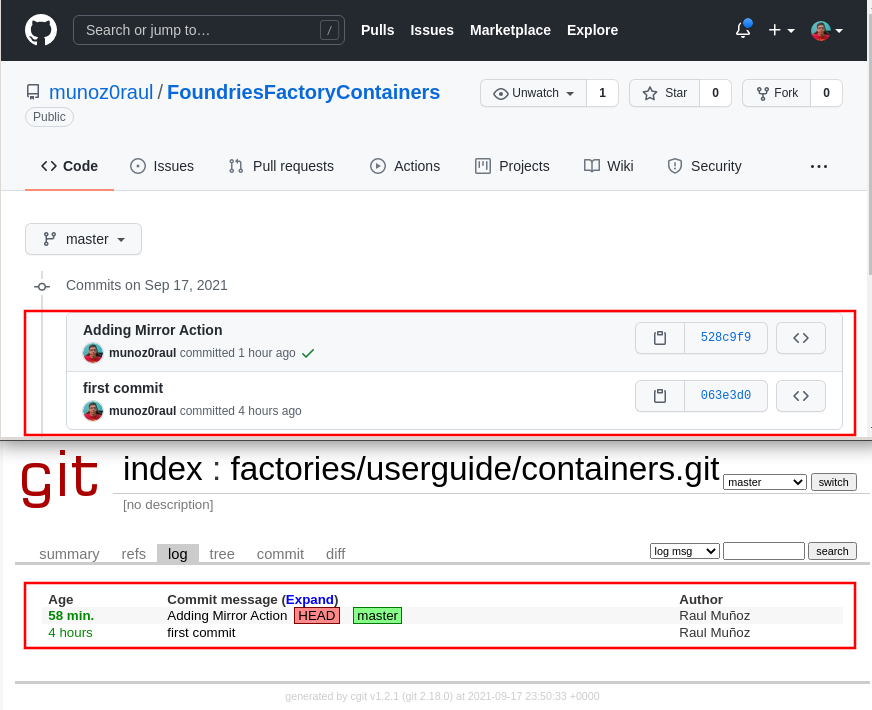 Search or jump to… / Pulls Issues Marketplace Explore
munoz0raul / FoundriesFactoryContainers Unwatch 1 Star 0 Fork 0
Public
Code Issues Pull requests Actions Projects Wiki Security ...
master
Commits on Sep 17, 2021
Adding Mirror Action 528c9f9
munoz0raul committed 1 hour ago
first commit 063e3d0
munoz0raul committed 4 hours ago
git index : factories/userguide/containers.git master switch
[no description]
summary refs log tree commit diff log msg search
Age Commit message (Expand) Author
58 min. Adding Mirror Action HEAD master Raul Muñoz
4 hours first commit Raul Muñoz
generated by cgit v1.2.1 (git 2.18.0) at 2021-09-17 23:50:33 +0000